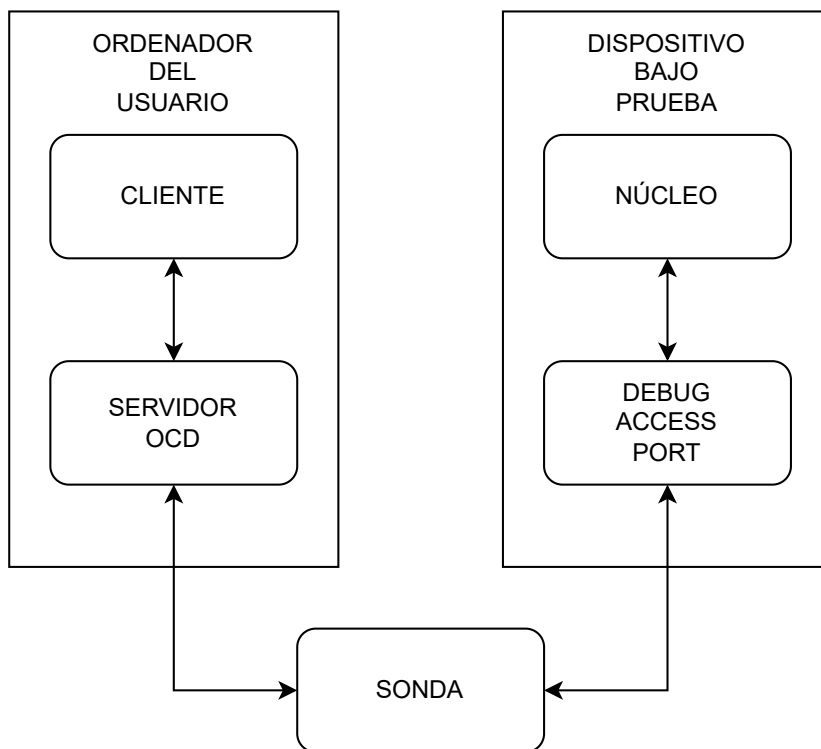 ORDENADOR
DEL
USUARIO
CLIENTE
SERVIDOR
OCD
DISPOSITIVO
BAJO
PRUEBA
NÚCLEO
DEBUG
ACCESS
PORT
SONDA